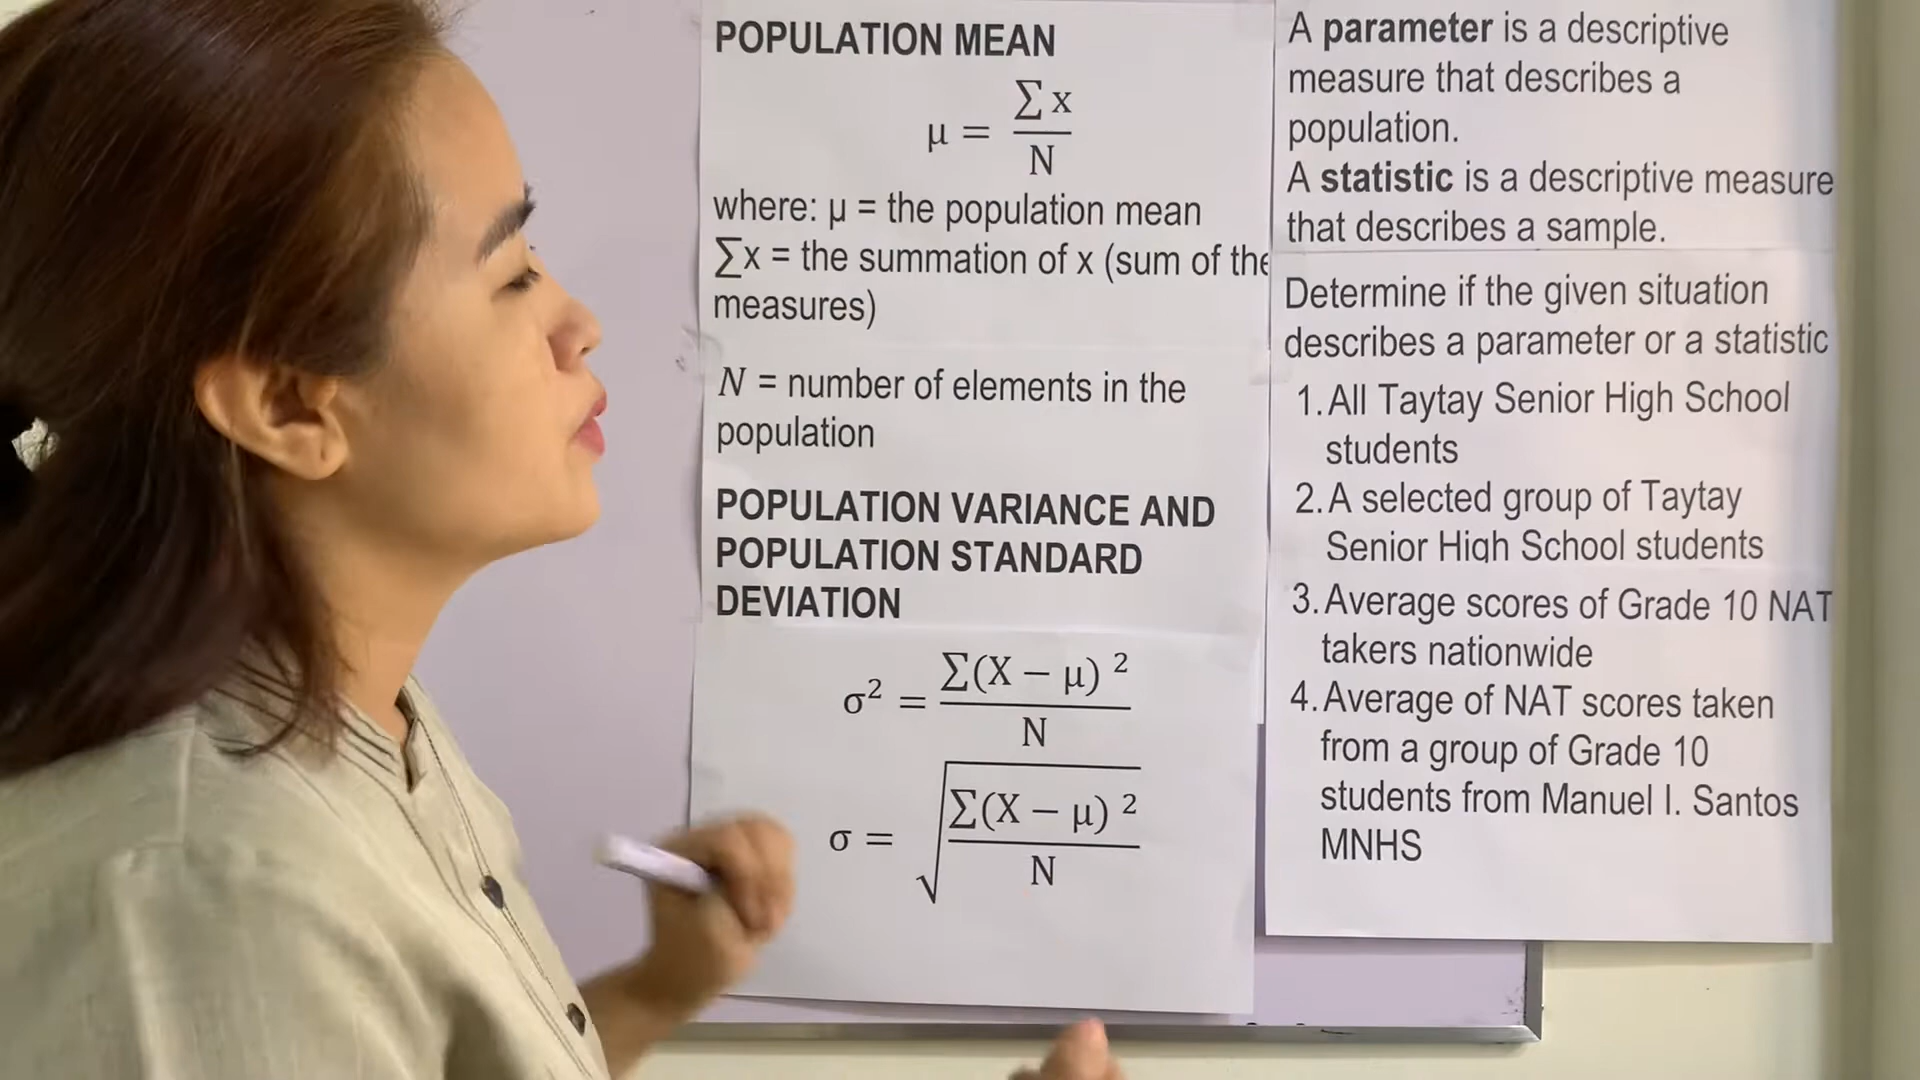 POPULATION MEAN
μ = ∑x / N
where: μ = the population mean
∑x = the summation of x (sum of the
measures)
N = number of elements in the
population
POPULATION VARIANCE AND
POPULATION STANDARD
DEVIATION
σ² = ∑(X – μ) ² / N
σ = √(∑(X – μ) ² / N)
A parameter is a descriptive
measure that describes a
population.
A statistic is a descriptive measure
that describes a sample.
Determine if the given situation
describes a parameter or a statistic
1. All Taytay Senior High School
students
2. A selected group of Taytay
Senior High School students
3. Average scores of Grade 10 NAT
takers nationwide
4. Average of NAT scores taken
from a group of Grade 10
students from Manuel I. Santos
MNHS